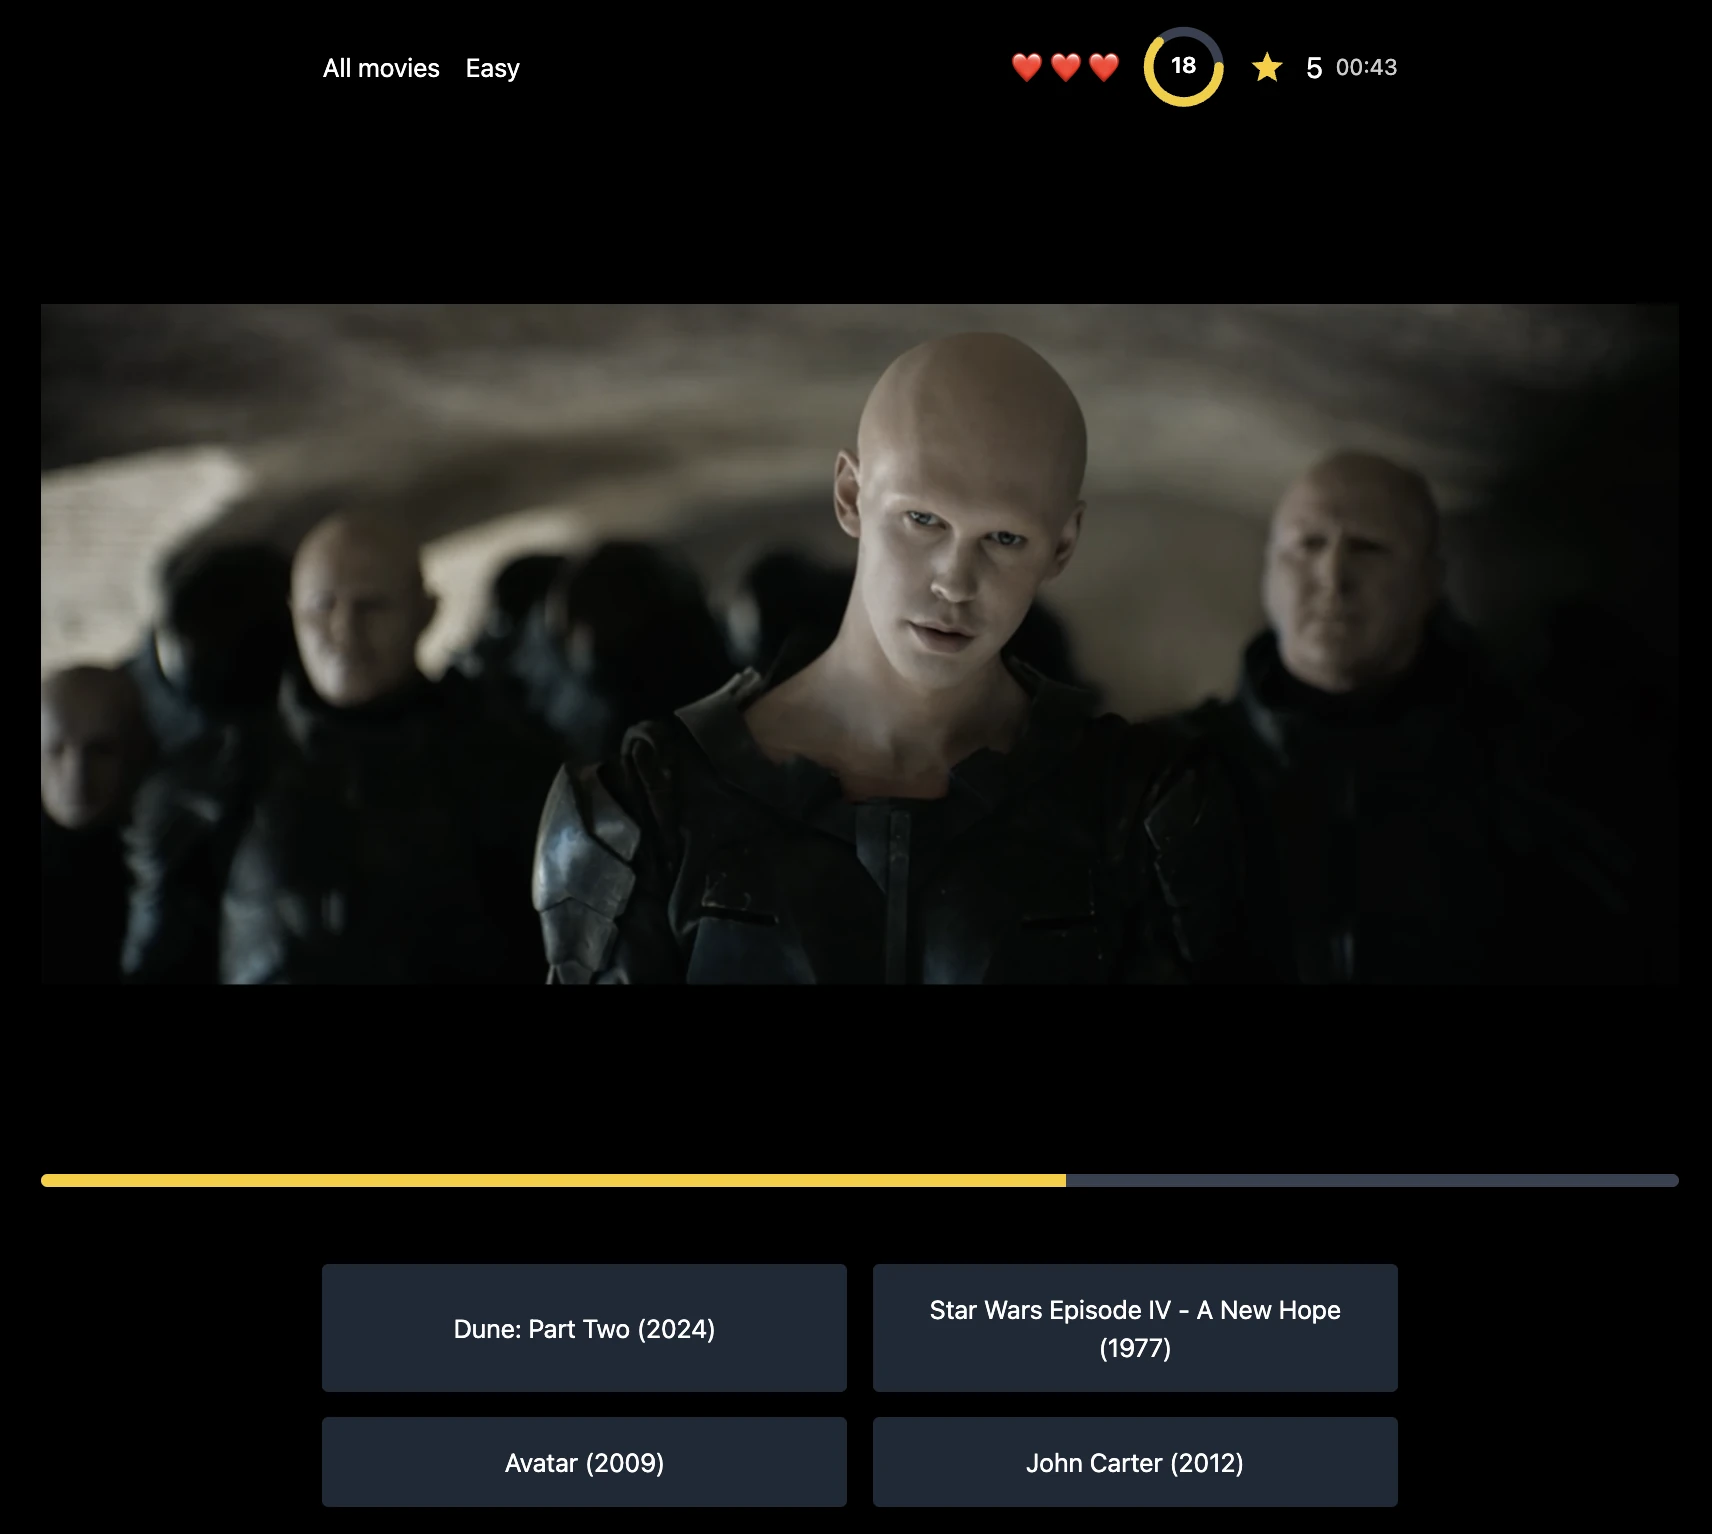 All movies Easy 18 5 00:43
Dune: Part Two (2024)
Star Wars Episode IV - A New Hope
(1977)
Avatar (2009)
John Carter (2012)